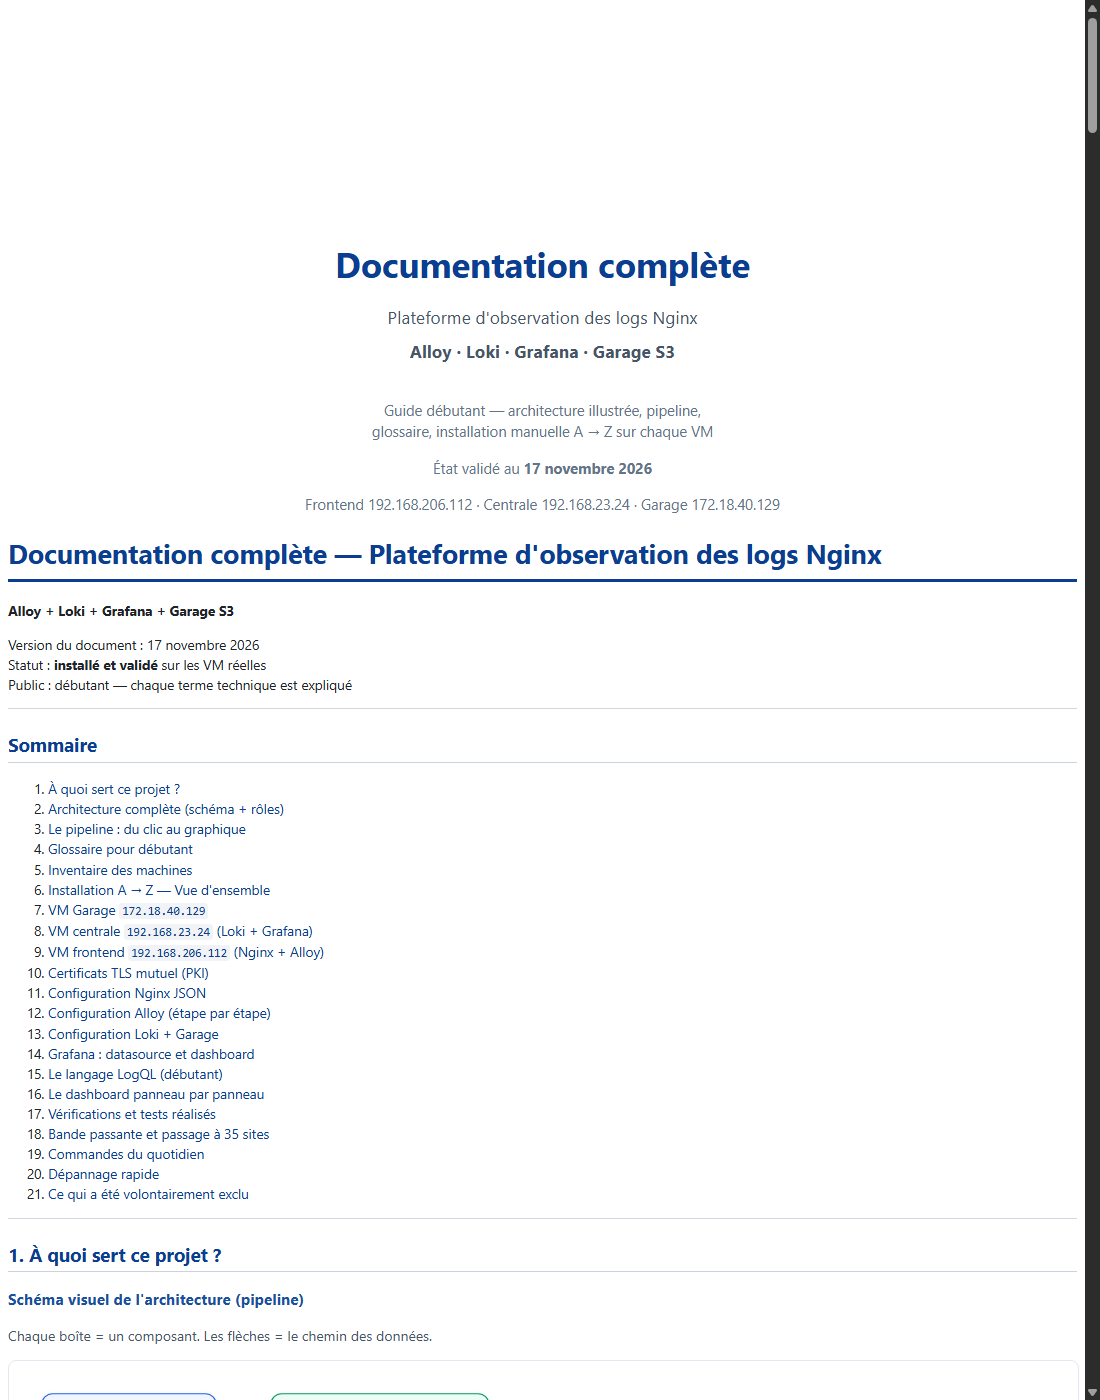 Documentation complète
Plateforme d'observation des logs Nginx
Alloy · Loki · Grafana · Garage S3
Guide débutant — architecture illustrée, pipeline,
glossaire, installation manuelle A → Z sur chaque VM
État validé au 17 novembre 2026
Frontend 192.168.206.112 · Centrale 192.168.23.24 · Garage 172.18.40.129
Documentation complète — Plateforme d'observation des logs Nginx
Alloy + Loki + Grafana + Garage S3
Version du document : 17 novembre 2026
Statut : installé et validé sur les VM réelles
Public : débutant — chaque terme technique est expliqué
Sommaire
1. À quoi sert ce projet ?
2. Architecture complète (schéma + rôles)
3. Le pipeline : du clic au graphique
4. Glossaire pour débutant
5. Inventaire des machines
6. Installation A → Z — Vue d'ensemble
7. VM Garage 172.18.40.129
8. VM centrale 192.168.23.24 (Loki + Grafana)
9. VM frontend 192.168.206.112 (Nginx + Alloy)
10. Certificats TLS mutuel (PKI)
11. Configuration Nginx JSON
12. Configuration Alloy (étape par étape)
13. Configuration Loki + Garage
14. Grafana : datasource et dashboard
15. Le langage LogQL (débutant)
16. Le dashboard panneau par panneau
17. Vérifications et tests réalisés
18. Bande passante et passage à 35 sites
19. Commandes du quotidien
20. Dépannage rapide
21. Ce qui a été volontairement exclu
1. À quoi sert ce projet ?
Schéma visuel de l'architecture (pipeline)
Chaque boîte = un composant. Les flèches = le chemin des données.